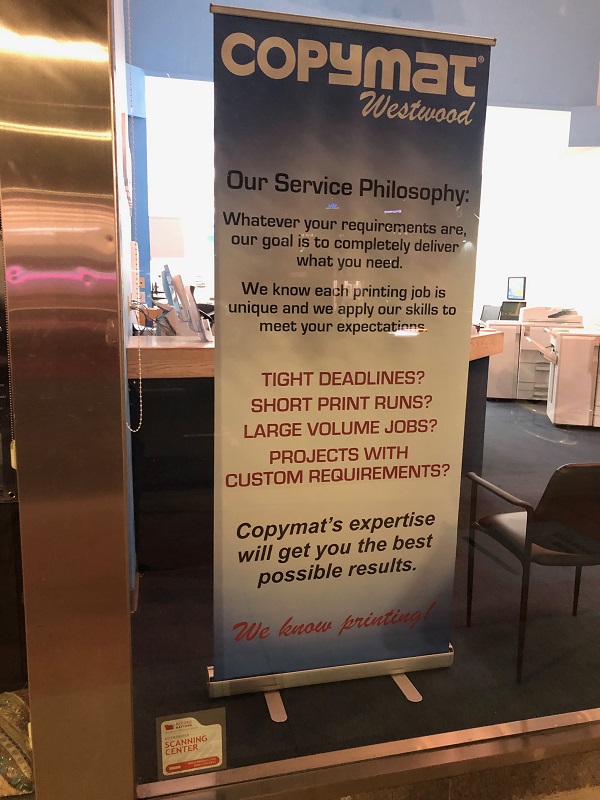 COPYMAT®
Westwood
Our Service Philosophy:
Whatever your requirements are,
our goal is to completely deliver
what you need.
We know each printing job is
unique and we apply our skills to
meet your expectations.
TIGHT DEADLINES?
SHORT PRINT RUNS?
LARGE VOLUME JOBS?
PROJECTS WITH
CUSTOM REQUIREMENTS?
Copymat's expertise
will get you the best
possible results.
We know printing!
SCANNING
CENTER